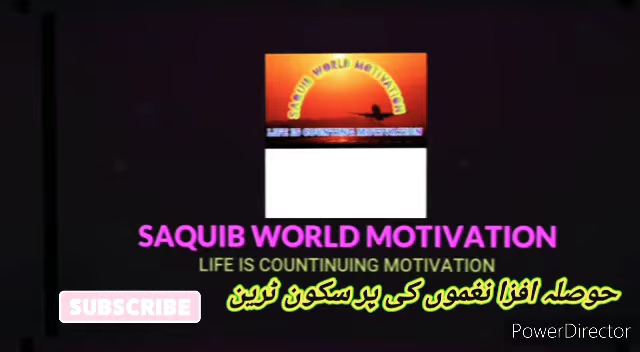 SAQUIB WORLD MOTIVATION
LIFE IS COUNTINUING MOTIVATION
SAQUIB WORLD MOTIVATION
LIFE IS COUNTINUING MOTIVATION
حوصلہ افزا نغموں کی پر سکون ٹرین
SUBSCRIBE
PowerDirector